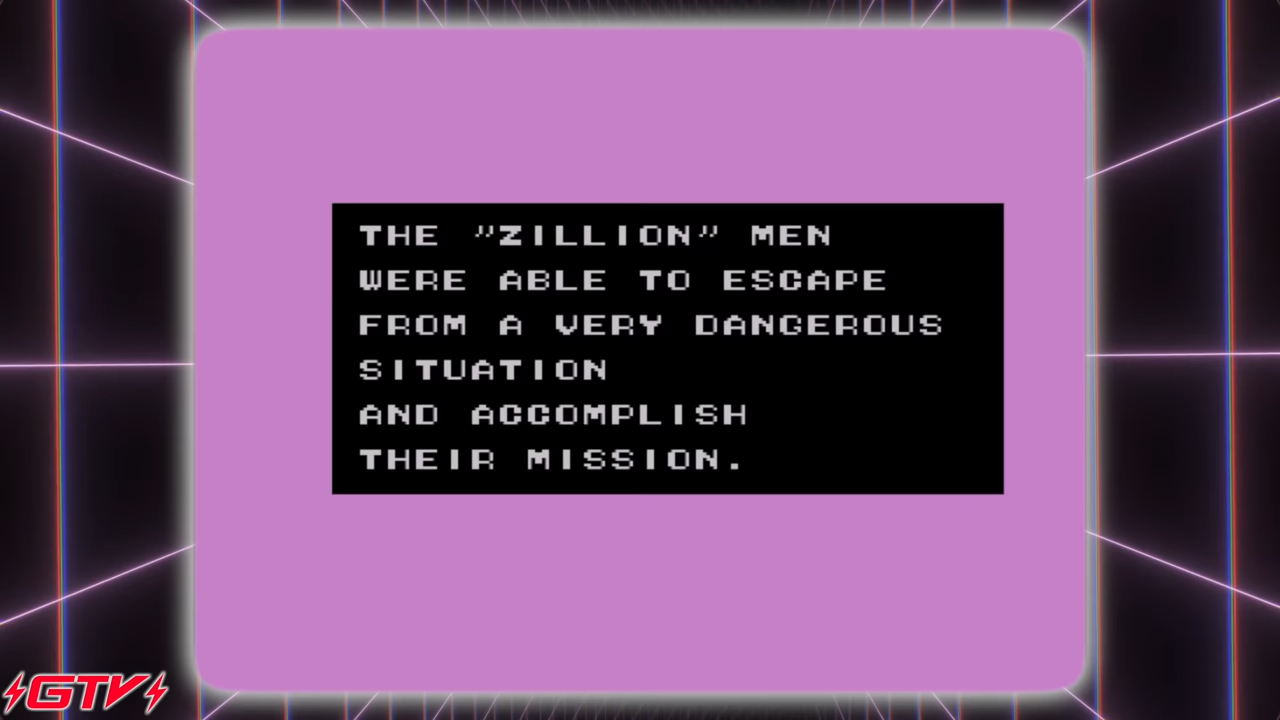 THE "ZILLION" MEN
WERE ABLE TO ESCAPE
FROM A VERY DANGEROUS
SITUATION
AND ACCOMPLISH
THEIR MISSION.
GTV